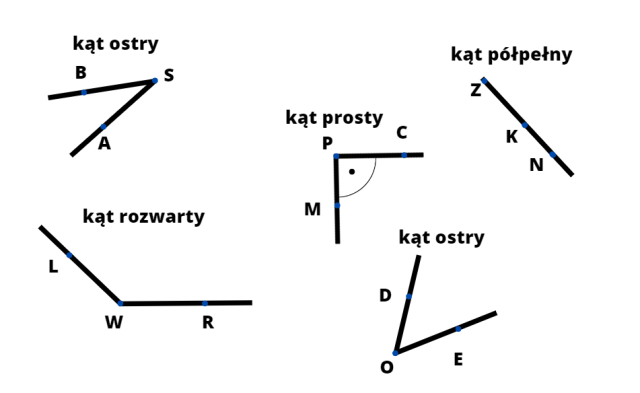 kąt ostry
B
S
A
kąt półpełny
Z
K
N
kąt prosty
P
C
M
kąt rozwarty
L
W
R
kąt ostry
D
O
E